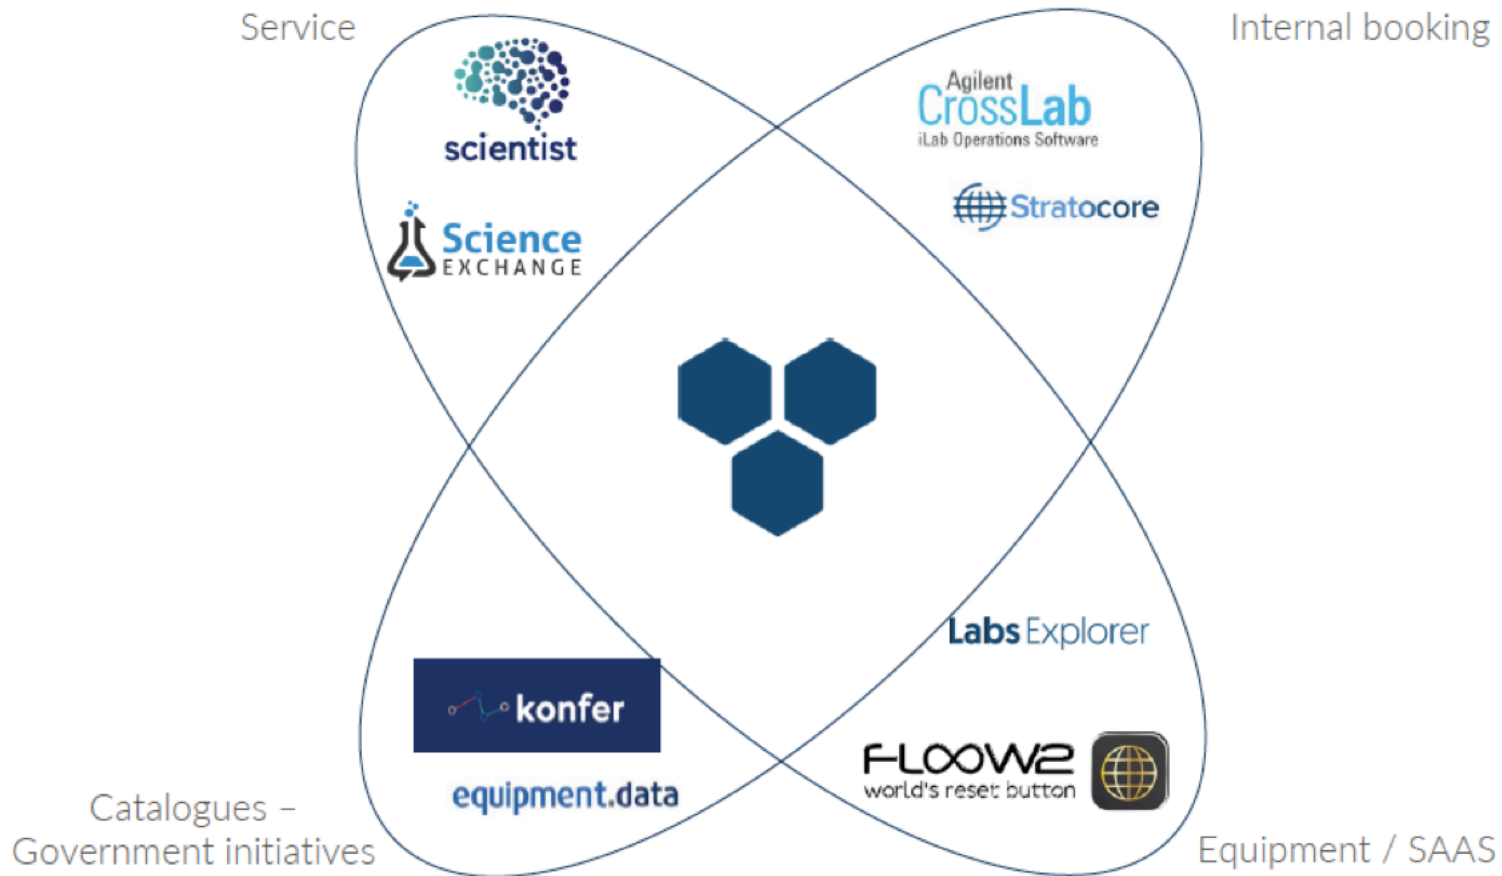 Service
Internal booking
scientist
Agilent
CrossLab
iLab Operations Software
Stratocore
Science
EXCHANGE
Labs Explorer
konfer
FLOOW2
world's reset button
equipment.data
Catalogues –
Government initiatives
Equipment / SAAS